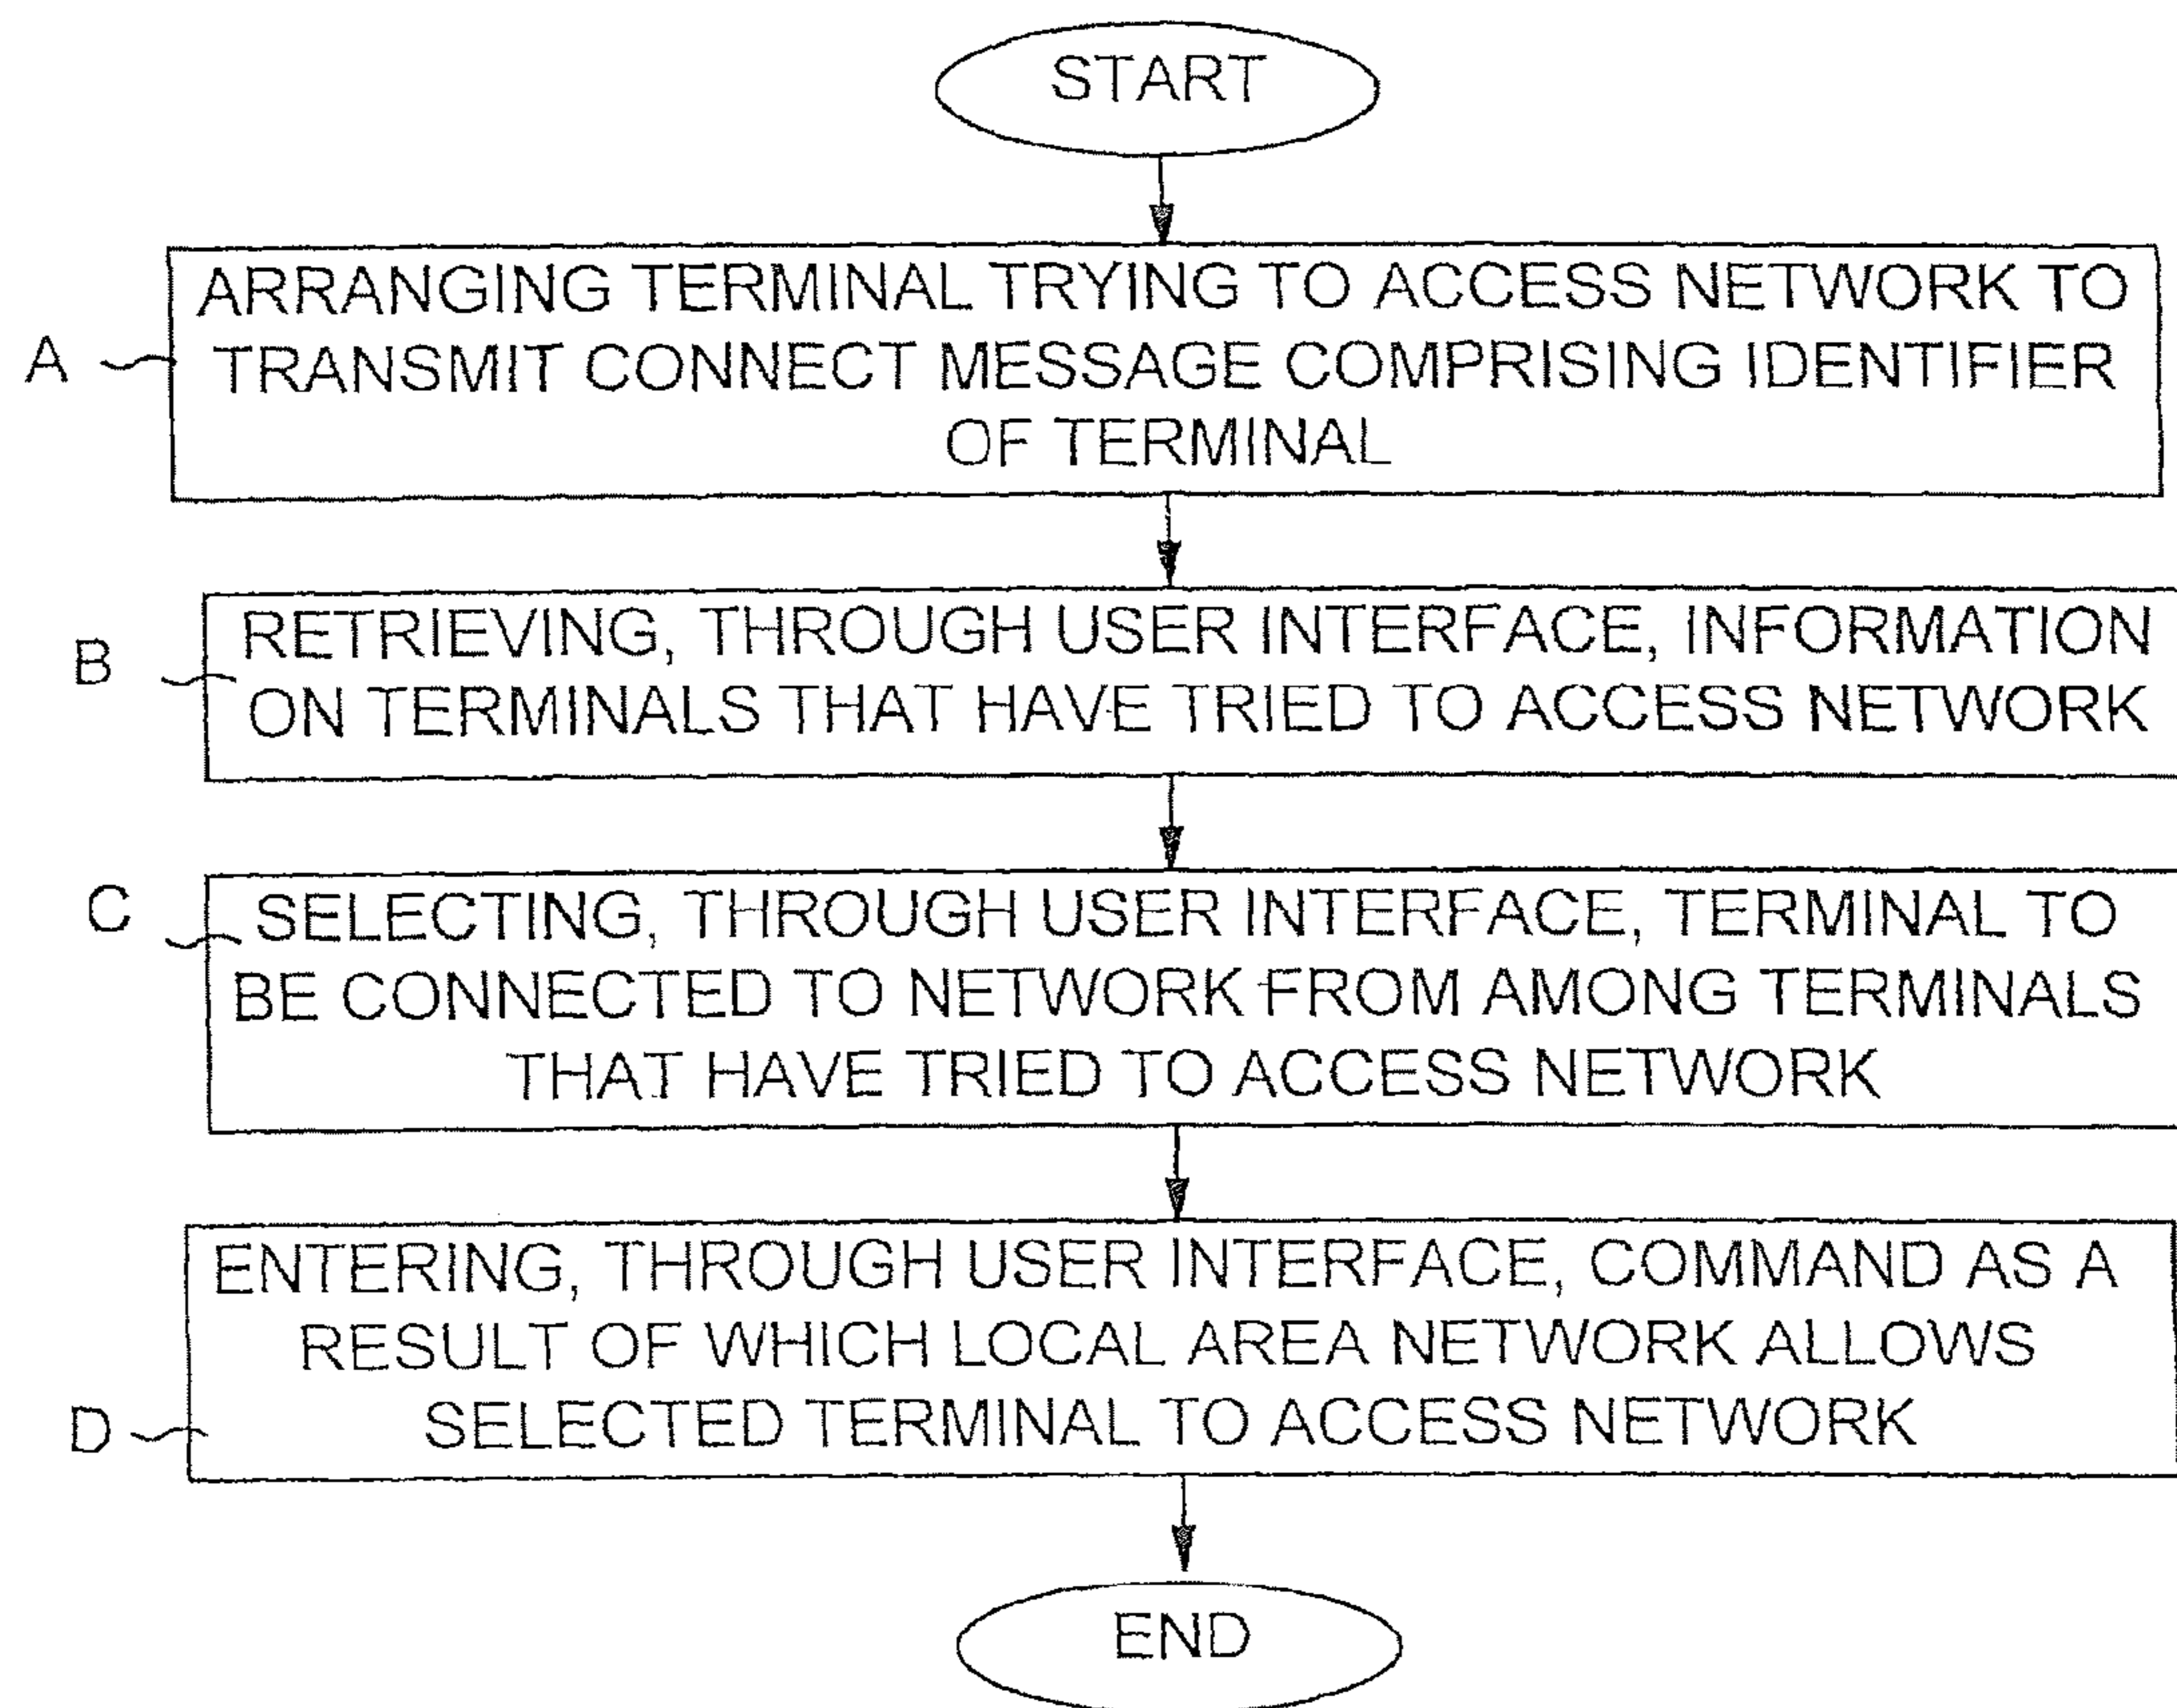 START
ARRANGING TERMINAL TRYING TO ACCESS NETWORK TO
A
TRANSMIT CONNECT MESSAGE COMPRISING IDENTIFIER
OF TERMINAL
RETRIEVING, THROUGH USER INTERFACE, INFORMATION
B
ON TERMINALS THAT HAVE TRIED TO ACCESS NETWORK
C
SELECTING, THROUGH USER INTERFACE, TERMINAL TO
BE CONNECTED TO NETWORK FROM AMONG TERMINALS
THAT HAVE TRIED TO ACCESS NETWORK
ENTERING, THROUGH USER INTERFACE, COMMAND AS A
RESULT OF WHICH LOCAL AREA NETWORK ALLOWS
D
SELECTED TERMINAL TO ACCESS NETWORK
END